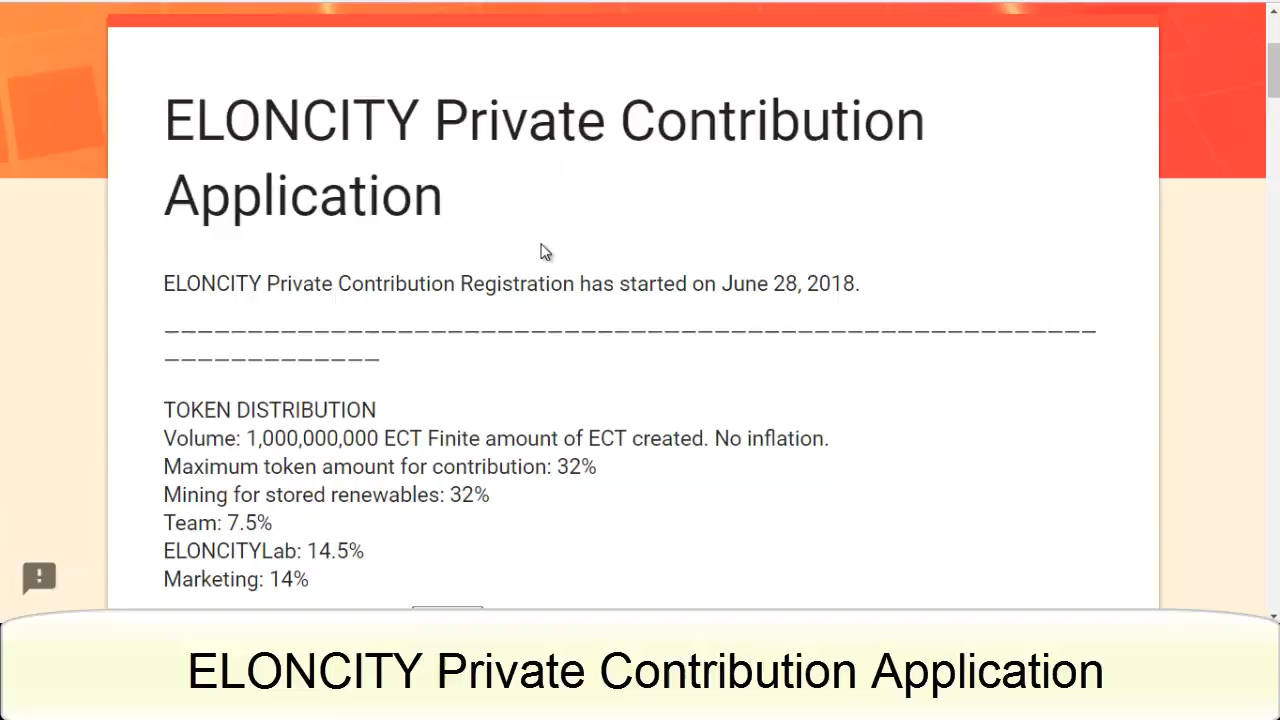 ELONCITY Private Contribution
Application
ELONCITY Private Contribution Registration has started on June 28, 2018.
________________________________________________________
_____________
TOKEN DISTRIBUTION
Volume: 1,000,000,000 ECT Finite amount of ECT created. No inflation.
Maximum token amount for contribution: 32%
Mining for stored renewables: 32%
Team: 7.5%
ELONCITYLab: 14.5%
Marketing: 14%
ELONCITY Private Contribution Application